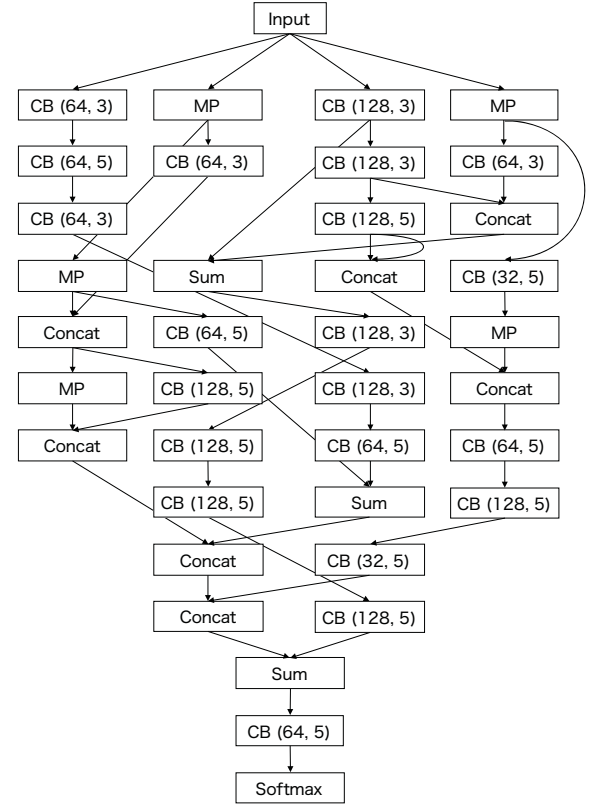 Input
CB (64, 3)
MP
CB (128, 3)
MP
CB (64, 5)
CB (64, 3)
CB (128, 3)
CB (64, 3)
CB (64, 3)
CB (128, 5)
Concat
MP
Sum
Concat
CB (32, 5)
Concat
CB (64, 5)
CB (128, 3)
MP
MP
CB (128, 5)
CB (128, 3)
Concat
Concat
CB (128, 5)
CB (64, 5)
CB (64, 5)
CB (128, 5)
Sum
CB (128, 5)
Concat
CB (32, 5)
Concat
CB (128, 5)
Sum
CB (64, 5)
Softmax